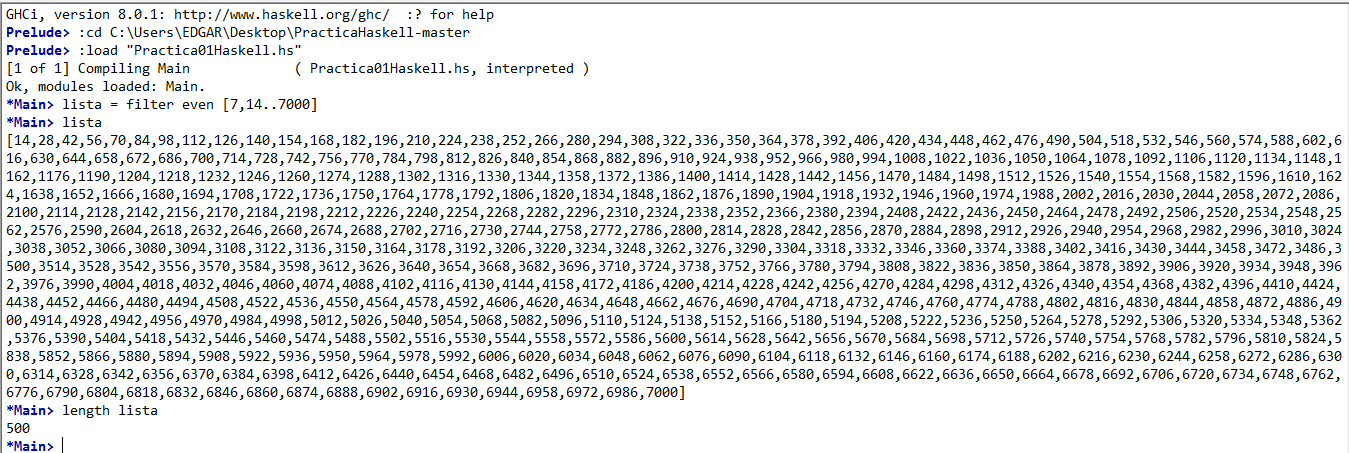 GHCi, version 8.0.1: http://www.haskell.org/ghc/  :? for help
Prelude> :cd C:\Users\EDGAR\Desktop\PracticaHaskell-master
Prelude> :load "Practica01Haskell.hs"
[1 of 1] Compiling Main             ( Practica01Haskell.hs, interpreted )
Ok, modules loaded: Main.
*Main> lista = filter even [7,14..7000]
*Main> lista
[14,28,42,56,70,84,98,112,126,140,154,168,182,196,210,224,238,252,266,280,294,308,322,336,350,364,378,392,406,420,434,448,462,476,490,504,518,532,546,560,574,588,602,6
16,630,644,658,672,686,700,714,728,742,756,770,784,798,812,826,840,854,868,882,896,910,924,938,952,966,980,994,1008,1022,1036,1050,1064,1078,1092,1106,1120,1134,1148,1
162,1176,1190,1204,1218,1232,1246,1260,1274,1288,1302,1316,1330,1344,1358,1372,1386,1400,1414,1428,1442,1456,1470,1484,1498,1512,1526,1540,1554,1568,1582,1596,1610,162
4,1638,1652,1666,1680,1694,1708,1722,1736,1750,1764,1778,1792,1806,1820,1834,1848,1862,1876,1890,1904,1918,1932,1946,1960,1974,1988,2002,2016,2030,2044,2058,2072,2086,
2100,2114,2128,2142,2156,2170,2184,2198,2212,2226,2240,2254,2268,2282,2296,2310,2324,2338,2352,2366,2380,2394,2408,2422,2436,2450,2464,2478,2492,2506,2520,2534,2548,25
62,2576,2590,2604,2618,2632,2646,2660,2674,2688,2702,2716,2730,2744,2758,2772,2786,2800,2814,2828,2842,2856,2870,2884,2898,2912,2926,2940,2954,2968,2982,2996,3010,3024
,3038,3052,3066,3080,3094,3108,3122,3136,3150,3164,3178,3192,3206,3220,3234,3248,3262,3276,3290,3304,3318,3332,3346,3360,3374,3388,3402,3416,3430,3444,3458,3472,3486,3
500,3514,3528,3542,3556,3570,3584,3598,3612,3626,3640,3654,3668,3682,3696,3710,3724,3738,3752,3766,3780,3794,3808,3822,3836,3850,3864,3878,3892,3906,3920,3934,3948,396
2,3976,3990,4004,4018,4032,4046,4060,4074,4088,4102,4116,4130,4144,4158,4172,4186,4200,4214,4228,4242,4256,4270,4284,4298,4312,4326,4340,4354,4368,4382,4396,4410,4424,
4438,4452,4466,4480,4494,4508,4522,4536,4550,4564,4578,4592,4606,4620,4634,4648,4662,4676,4690,4704,4718,4732,4746,4760,4774,4788,4802,4816,4830,4844,4858,4872,4886,49
00,4914,4928,4942,4956,4970,4984,4998,5012,5026,5040,5054,5068,5082,5096,5110,5124,5138,5152,5166,5180,5194,5208,5222,5236,5250,5264,5278,5292,5306,5320,5334,5348,5362
,5376,5390,5404,5418,5432,5446,5460,5474,5488,5502,5516,5530,5544,5558,5572,5586,5600,5614,5628,5642,5656,5670,5684,5698,5712,5726,5740,5754,5768,5782,5796,5810,5824,5
838,5852,5866,5880,5894,5908,5922,5936,5950,5964,5978,5992,6006,6020,6034,6048,6062,6076,6090,6104,6118,6132,6146,6160,6174,6188,6202,6216,6230,6244,6258,6272,6286,630
0,6314,6328,6342,6356,6370,6384,6398,6412,6426,6440,6454,6468,6482,6496,6510,6524,6538,6552,6566,6580,6594,6608,6622,6636,6650,6664,6678,6692,6706,6720,6734,6748,6762,
6776,6790,6804,6818,6832,6846,6860,6874,6888,6902,6916,6930,6944,6958,6972,6986,7000]
*Main> length lista
500
*Main>